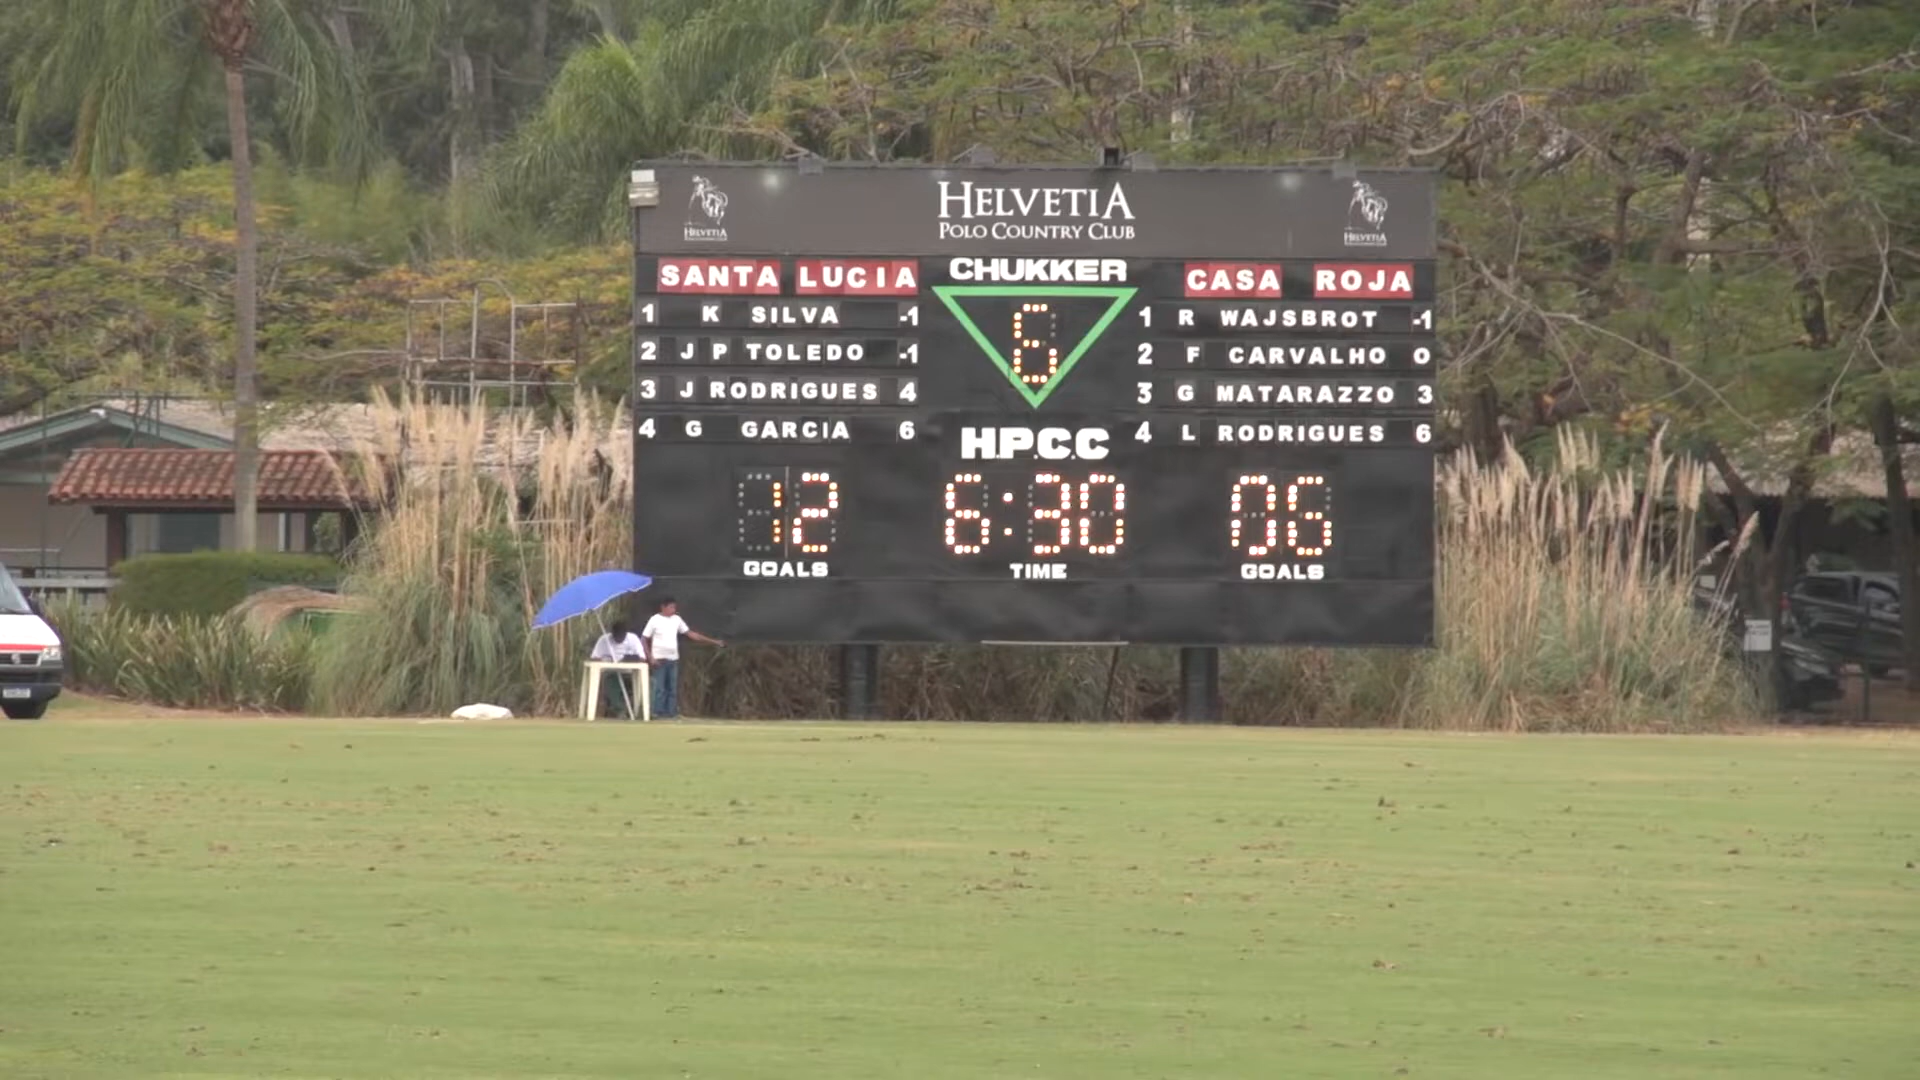 HELVETIA
POLO COUNTRY CLUB
HELVETIA
HELVETIA
SANTA LUCIA
1 K SILVA -1
2 J P TOLEDO -1
3 J RODRIGUES 4
4 G GARCIA 6
12
GOALS
CHUKKER
6
H.P.C.C
6:30
TIME
CASA ROJA
1 R WAJSBROT -1
2 F CARVALHO 0
3 G MATARAZZO 3
4 L RODRIGUES 6
05
GOALS